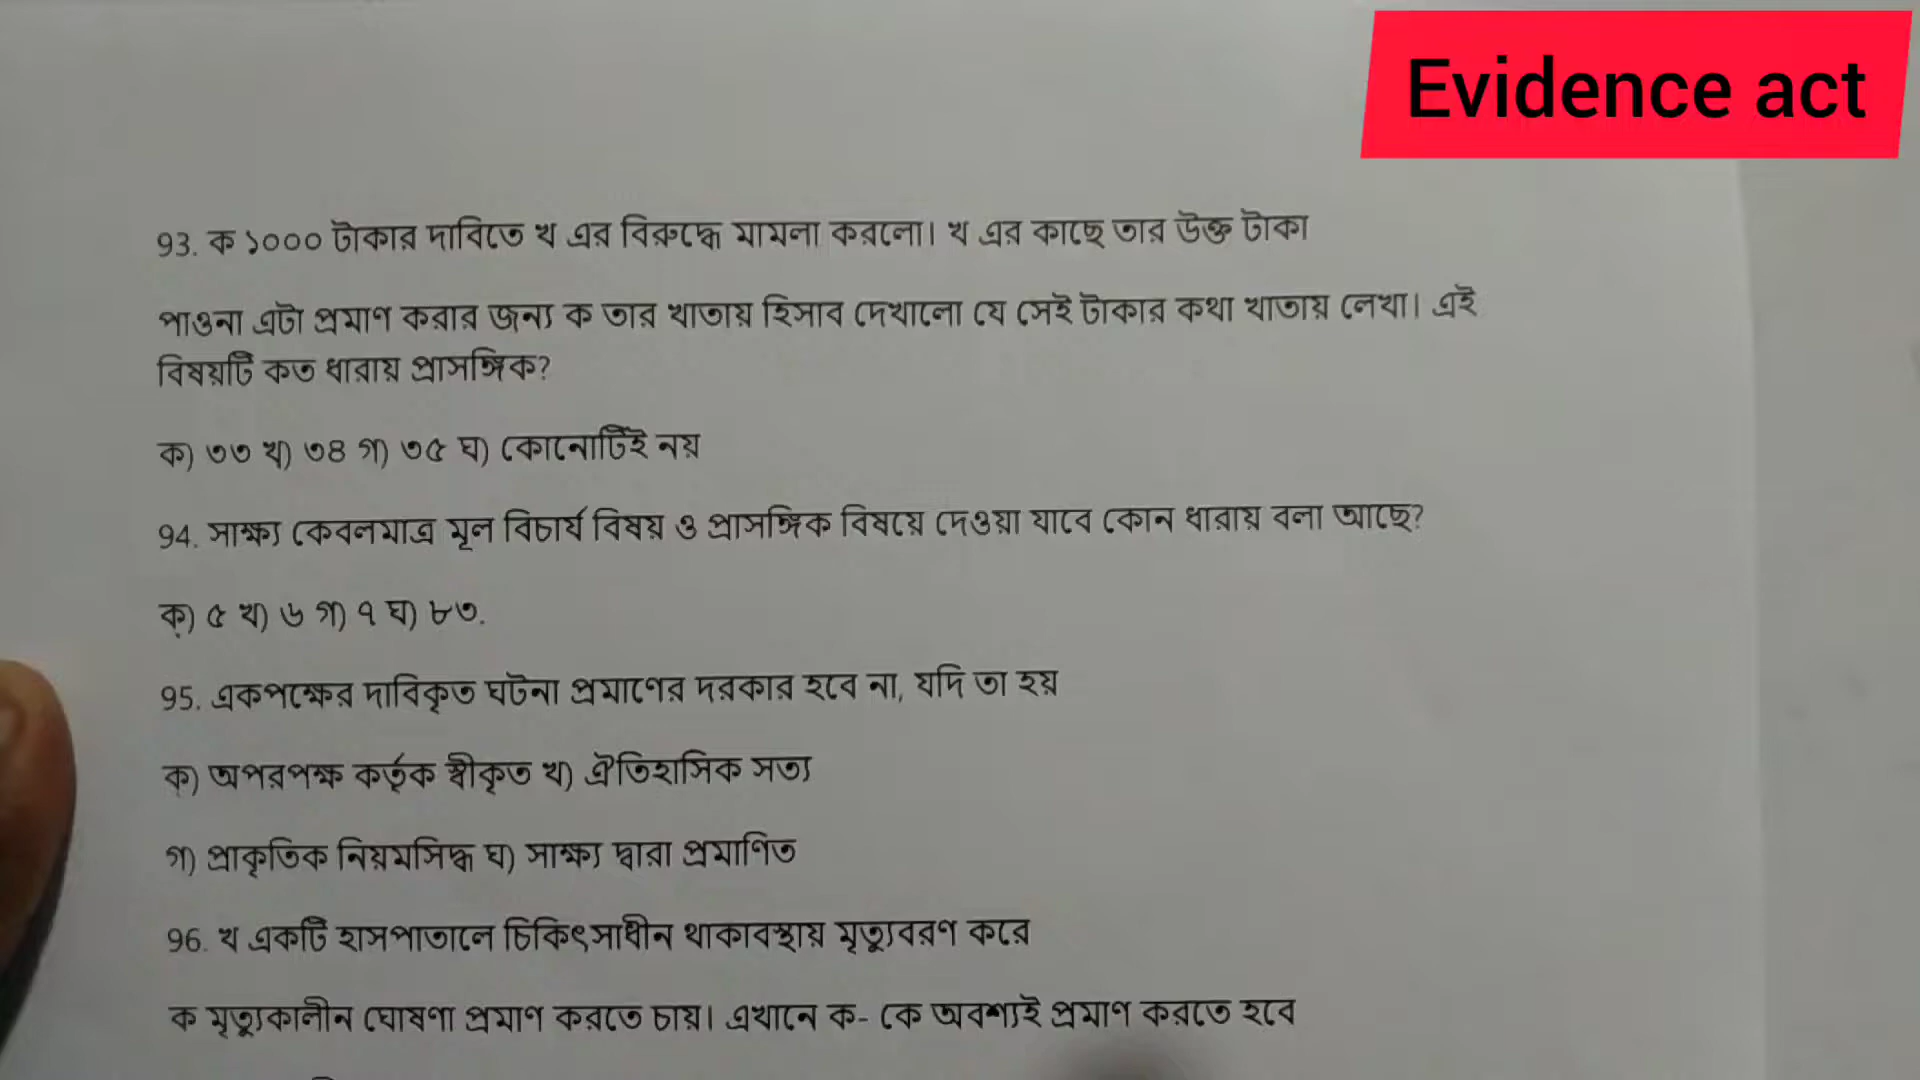 Evidence act
93. ক ১০০০ টাকার দাবিতে খ এর বিরুদ্ধে মামলা করলো। খ এর কাছে তার উক্ত টাকা
পাওনা এটা প্রমাণ করার জন্য ক তার খাতায় হিসাব দেখালো যে সেই টাকার কথা খাতায় লেখা। এই
বিষয়টি কত ধারায় প্রাসঙ্গিক?
ক) ৩৩ খ) ৩৪ গ) ৩৫ ঘ) কোনোটিই নয়
94. সাক্ষ্য কেবলমাত্র মূল বিচার্য বিষয় ও প্রাসঙ্গিক বিষয়ে দেওয়া যাবে কোন ধারায় বলা আছে?
ক) ৫ খ) ৬ গ) ৭ ঘ) ৮৩.
95. একপক্ষের দাবিকৃত ঘটনা প্রমাণের দরকার হবে না, যদি তা হয়
ক) অপরপক্ষ কর্তৃক স্বীকৃত খ) ঐতিহাসিক সত্য
গ) প্রাকৃতিক নিয়মসিদ্ধ ঘ) সাক্ষ্য দ্বারা প্রমাণিত
96. খ একটি হাসপাতালে চিকিৎসাধীন থাকাবস্থায় মৃত্যুবরণ করে
ক মৃত্যুকালীন ঘোষণা প্রমাণ করতে চায়। এখানে ক- কে অবশ্যই প্রমাণ করতে হবে